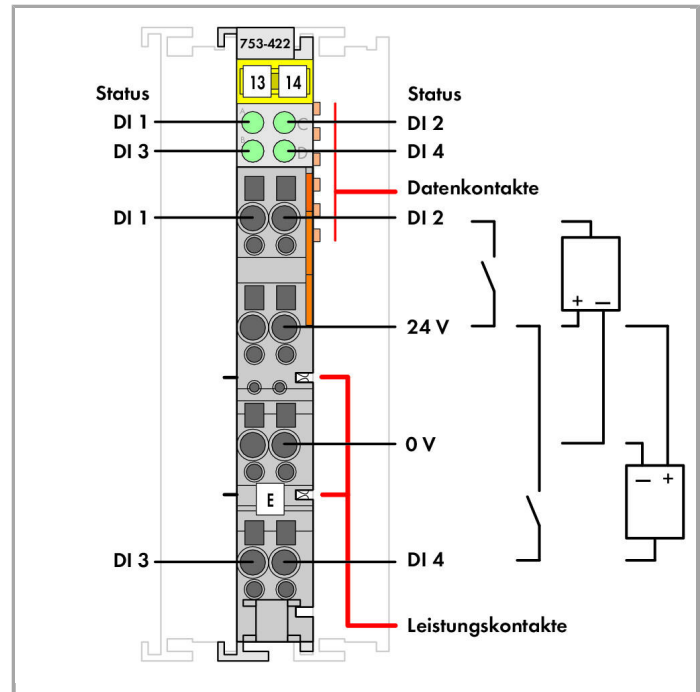 753-422
13 14
Status Status
A C
DI 1 DI 2
B D
DI 3 DI 4
Datenkontakte
DI 1 DI 2
+ −
24 V
0 V
− +
E
DI 3 DI 4
Leistungskontakte